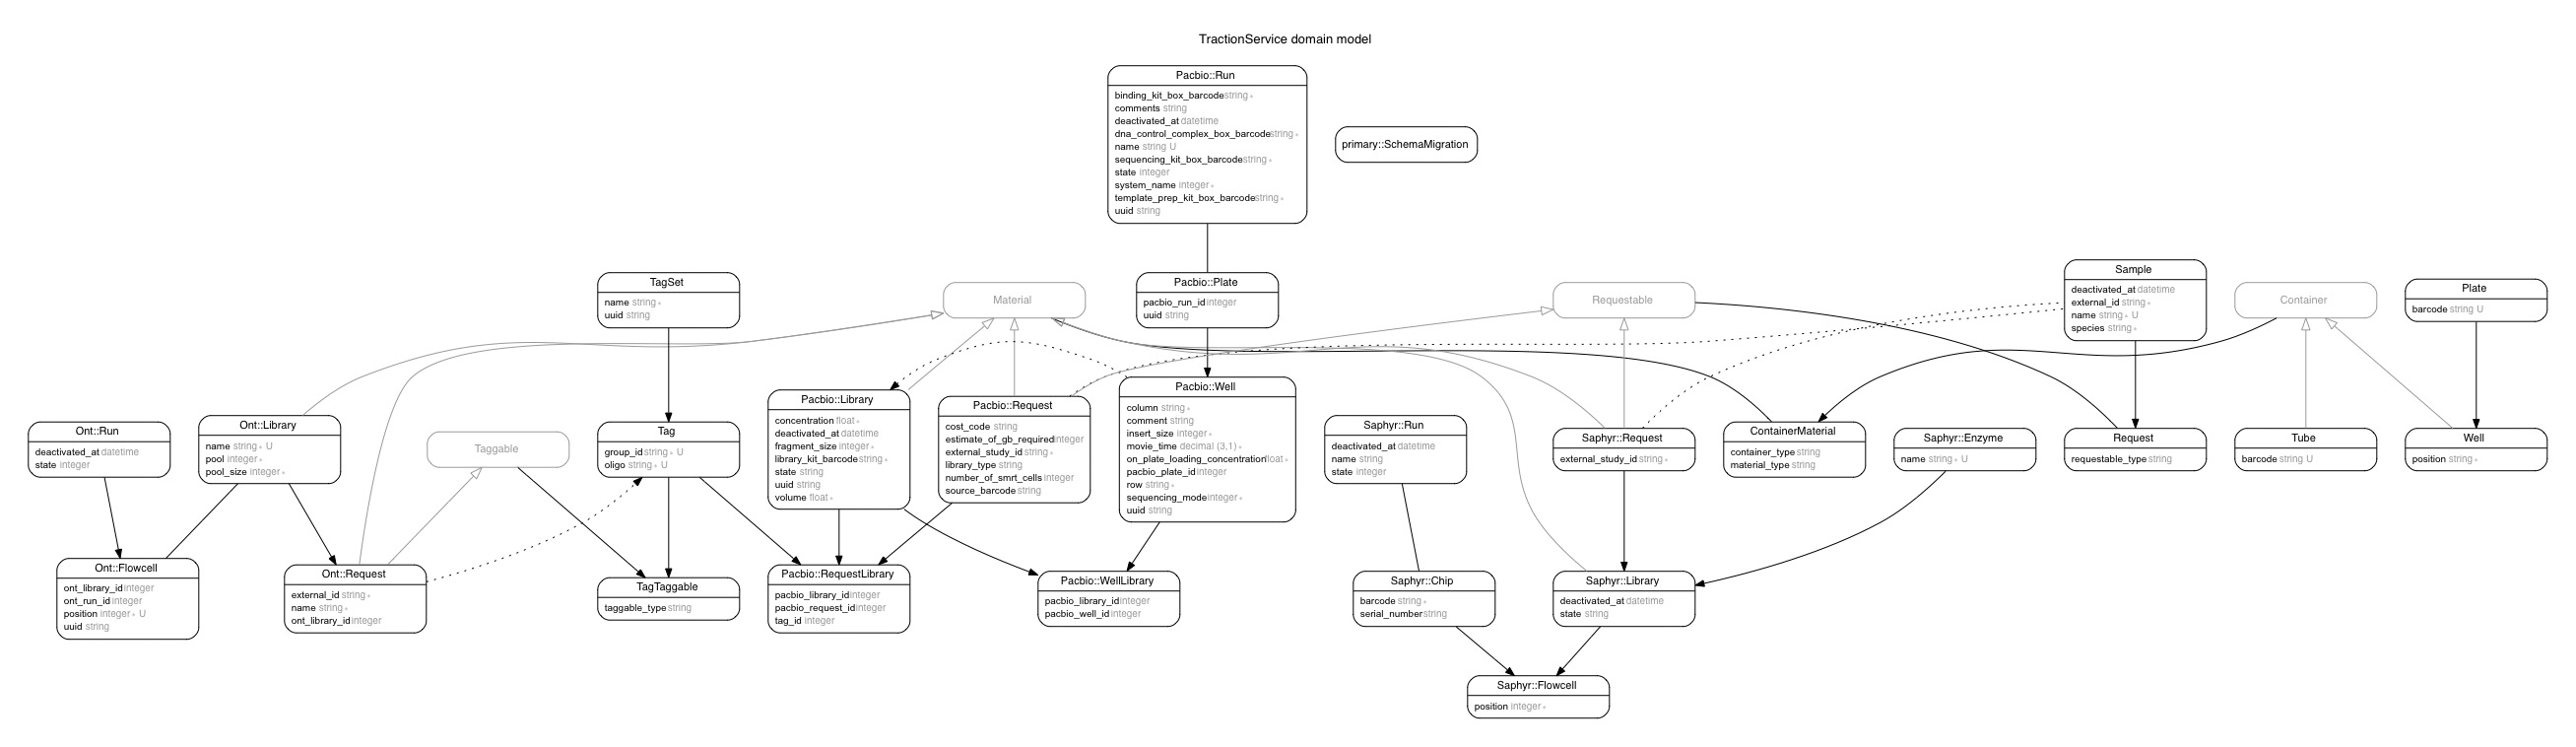 TractionService domain model
Pacbio::Run
binding_kit_box_barcode string ∗
comments string
deactivated_at datetime
dna_control_complex_box_barcode string ∗
name string U
sequencing_kit_box_barcode string ∗
state integer
system_name integer ∗
template_prep_kit_box_barcode string ∗
uuid string
primary::SchemaMigration
TagSet
name string ∗
uuid string
Material
Pacbio::Plate
pacbio_run_id integer
uuid string
Requestable
Sample
deactivated_at datetime
external_id string ∗
name string ∗ U
species string ∗
Container
Plate
barcode string U
Ont::Run
deactivated_at datetime
state integer
Ont::Library
name string ∗ U
pool integer ∗
pool_size integer ∗
Taggable
Tag
group_id string ∗ U
oligo string ∗ U
Pacbio::Library
concentration float ∗
deactivated_at datetime
fragment_size integer ∗
library_kit_barcode string ∗
state string
uuid string
volume float ∗
Pacbio::Request
cost_code string
estimate_of_gb_required integer
external_study_id string ∗
library_type string
number_of_smrt_cells integer
source_barcode string
Pacbio::Well
column string ∗
comment string
insert_size integer ∗
movie_time decimal (3,1) ∗
on_plate_loading_concentration float ∗
pacbio_plate_id integer
row string ∗
sequencing_mode integer ∗
uuid string
Saphyr::Run
deactivated_at datetime
name string
state integer
Saphyr::Request
external_study_id string ∗
ContainerMaterial
container_type string
material_type string
Saphyr::Enzyme
name string ∗ U
Request
requestable_type string
Tube
barcode string U
Well
position string ∗
Ont::Flowcell
ont_library_id integer
ont_run_id integer
position integer ∗ U
uuid string
Ont::Request
external_id string ∗
name string ∗
ont_library_id integer
TagTaggable
taggable_type string
Pacbio::RequestLibrary
pacbio_library_id integer
pacbio_request_id integer
tag_id integer
Pacbio::WellLibrary
pacbio_library_id integer
pacbio_well_id integer
Saphyr::Chip
barcode string ∗
serial_number string
Saphyr::Library
deactivated_at datetime
state string
Saphyr::Flowcell
position integer ∗